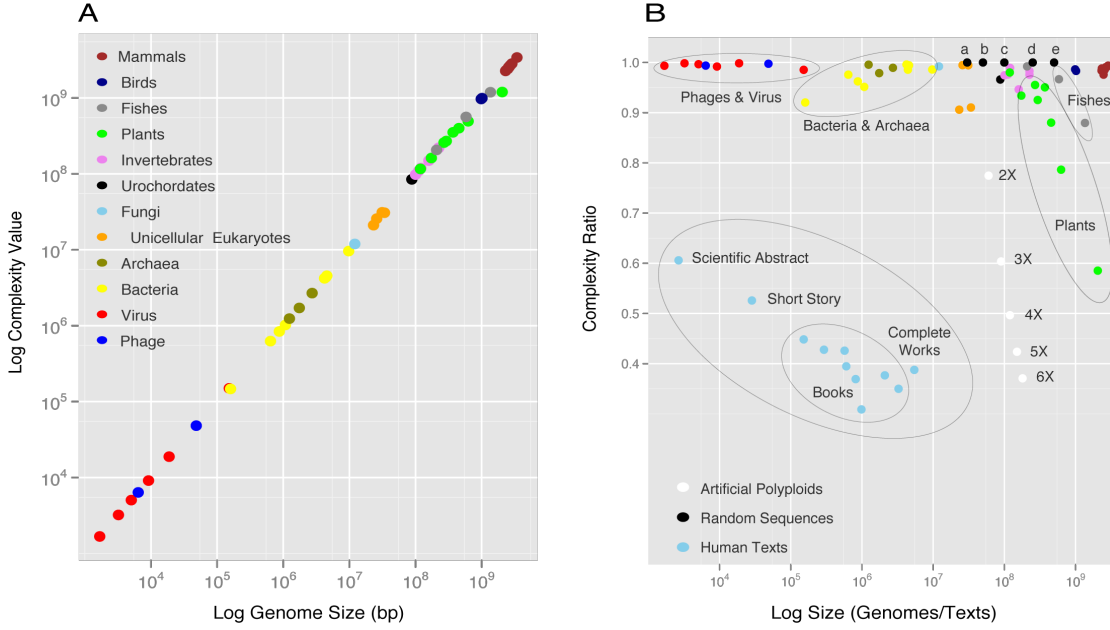 A
Log Complexity Value
10⁹
10⁸
10⁷
10⁶
10⁵
10⁴
Mammals
Birds
Fishes
Plants
Invertebrates
Urochordates
Fungi
Unicellular Eukaryotes
Archaea
Bacteria
Virus
Phage
10⁴ 10⁵ 10⁶ 10⁷ 10⁸ 10⁹
Log Genome Size (bp)
B
Complexity Ratio
1.0
0.9
0.8
0.7
0.6
0.5
0.4
a b c d e
Phages & Virus
Bacteria & Archaea
Fishes
Plants
2X
3X
4X
5X
6X
Scientific Abstract
Short Story
Complete
Works
Books
Artificial Polyploids
Random Sequences
Human Texts
10⁴ 10⁵ 10⁶ 10⁷ 10⁸ 10⁹
Log Size (Genomes/Texts)